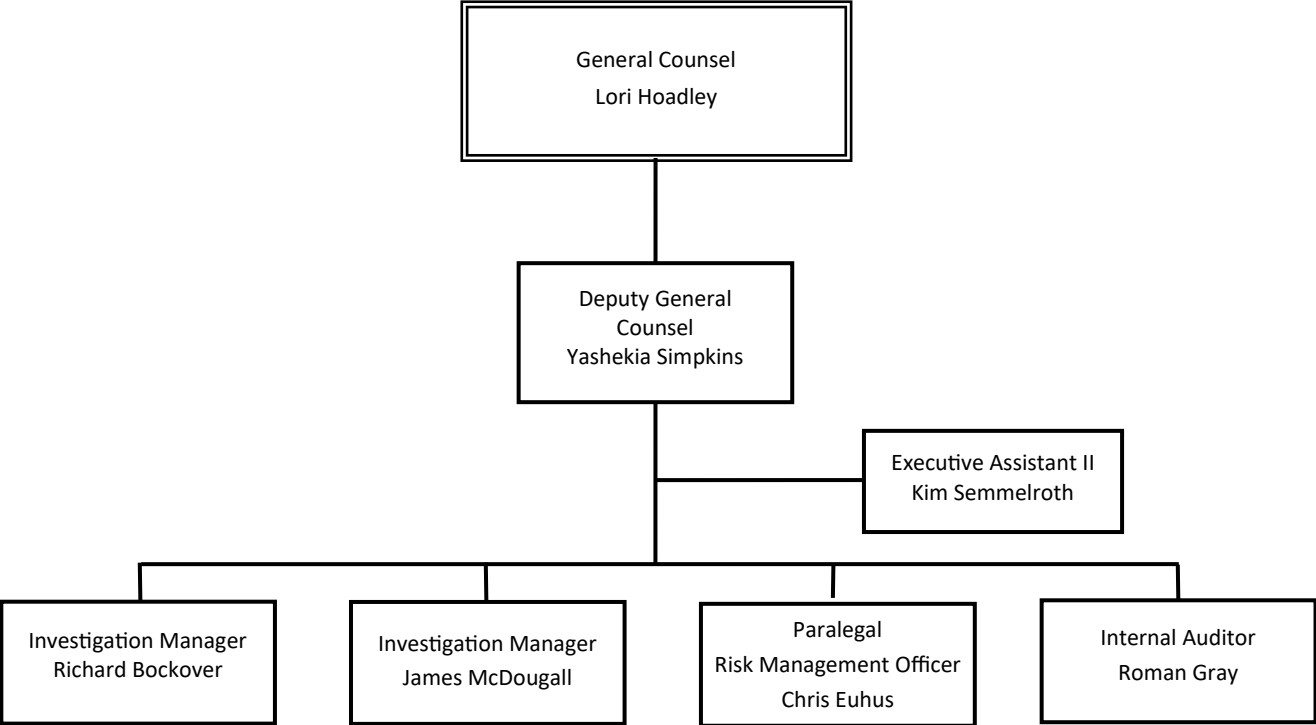 General Counsel
Lori Hoadley
Deputy General
Counsel
Yashekia Simpkins
Executive Assistant II
Kim Semmelroth
Investigation Manager
Richard Bockover
Investigation Manager
James McDougall
Paralegal
Risk Management Officer
Chris Euhus
Internal Auditor
Roman Gray